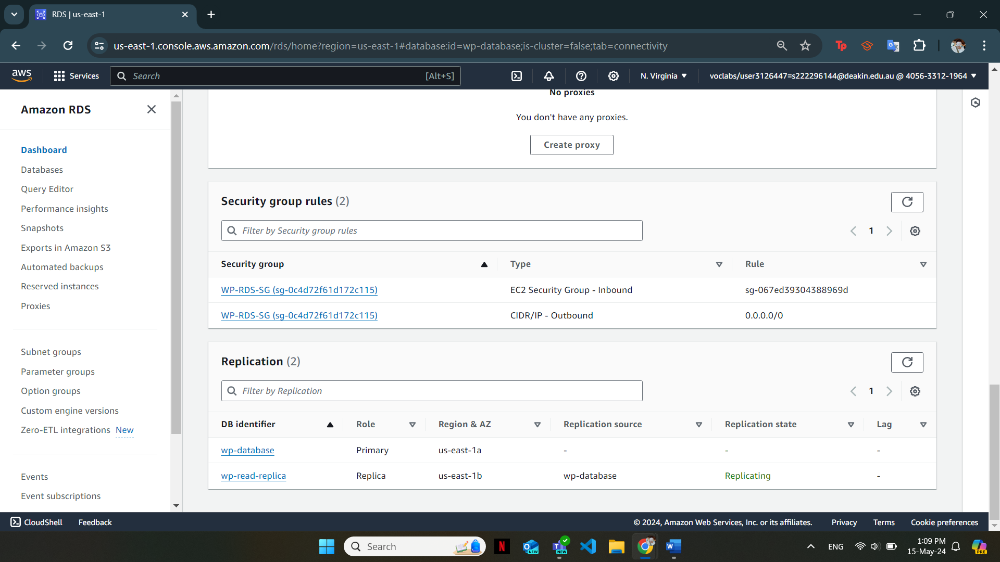 RDS | us-east-1
us-east-1.console.aws.amazon.com/rds/home?region=us-east-1#database:id=wp-database;is-cluster=false;tab=connectivity
aws
Services
Search
[Alt+S]
N. Virginia
voclabs/user3126447=s222296144@deakin.edu.au @ 4056-3312-1964
Amazon RDS
Dashboard
Databases
Query Editor
Performance insights
Snapshots
Exports in Amazon S3
Automated backups
Reserved instances
Proxies
Subnet groups
Parameter groups
Option groups
Custom engine versions
Zero-ETL integrations New
Events
Event subscriptions
No proxies
You don't have any proxies.
Create proxy
Security group rules (2)
Filter by Security group rules
1
Security group Type Rule
WP-RDS-SG (sg-0c4d72f61d172c115) EC2 Security Group - Inbound sg-067ed39304388969d
WP-RDS-SG (sg-0c4d72f61d172c115) CIDR/IP - Outbound 0.0.0.0/0
Replication (2)
Filter by Replication
1
DB identifier Role Region & AZ Replication source Replication state Lag
wp-database Primary us-east-1a - - -
wp-read-replica Replica us-east-1b wp-database Replicating -
CloudShell Feedback © 2024, Amazon Web Services, Inc. or its affiliates. Privacy Terms Cookie preferences
Search
ENG
1:09 PM
15-May-24